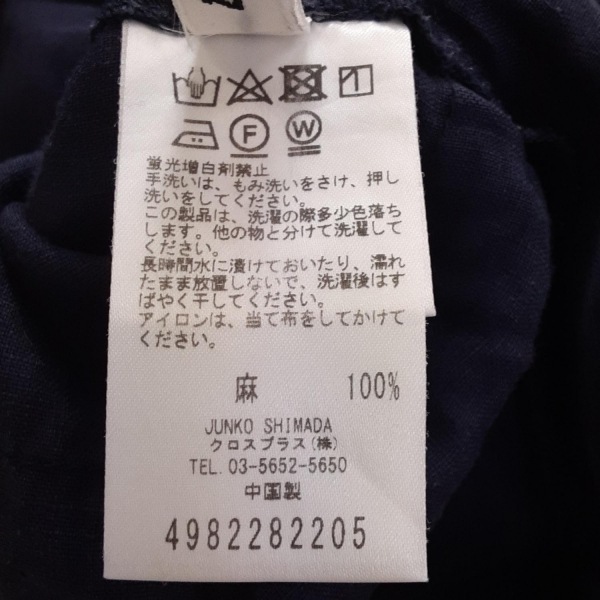 F W
蛍光増白剤禁止
手洗いは、もみ洗いをさけ、押し
洗いをしてください。
この製品は、洗濯の際多少色落ち
します。他の物と分けて洗濯して
ください。
長時間水に漬けておいたり、濡れ
たまま放置しないで、洗濯後はす
ばやく干してください。
アイロンは、当て布をしてかけて
ください。
麻 100%
JUNKO SHIMADA
クロスプラス(株)
TEL. 03-5652-5650
中国製
4982282205